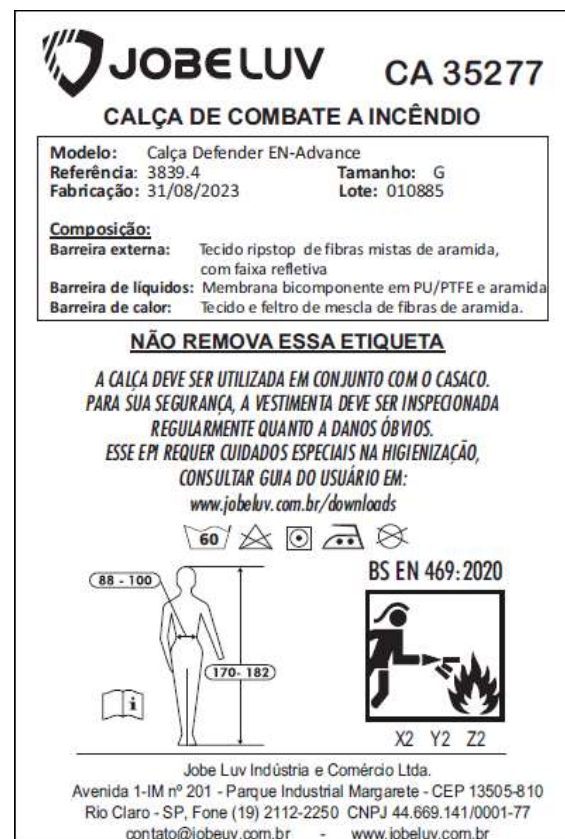 JOBELUV
CA 35277
CALÇA DE COMBATE A INCÊNDIO
Modelo: Calça Defender EN-Advance
Referência: 3839.4 Tamanho: G
Fabricação: 31/08/2023 Lote: 010885
Composição:
Barreira externa: Tecido ripstop de fibras mistas de aramida,
com faixa refletiva
Barreira de líquidos: Membrana bicomponente em PU/PTFE e aramida
Barreira de calor: Tecido e feltro de mescla de fibras de aramida.
NÃO REMOVA ESSA ETIQUETA
A CALÇA DEVE SER UTILIZADA EM CONJUNTO COM O CASACO.
PARA SUA SEGURANÇA, A VESTIMENTA DEVE SER INSPECIONADA
REGULARMENTE QUANTO A DANOS ÓBVIOS.
ESSE EPI REQUER CUIDADOS ESPECIAIS NA HIGIENIZAÇÃO,
CONSULTAR GUIA DO USUÁRIO EM:
www.jobeluv.com.br/downloads
60
88 - 100
170- 182
i
BS EN 469:2020
X2 Y2 Z2
Jobe Luv Indústria e Comércio Ltda.
Avenida 1-IM nº 201 - Parque Industrial Margarete - CEP 13505-810
Rio Claro - SP, Fone (19) 2112-2250 CNPJ 44.669.141/0001-77
contato@jobeuv.com.br - www.jobeluv.com.br